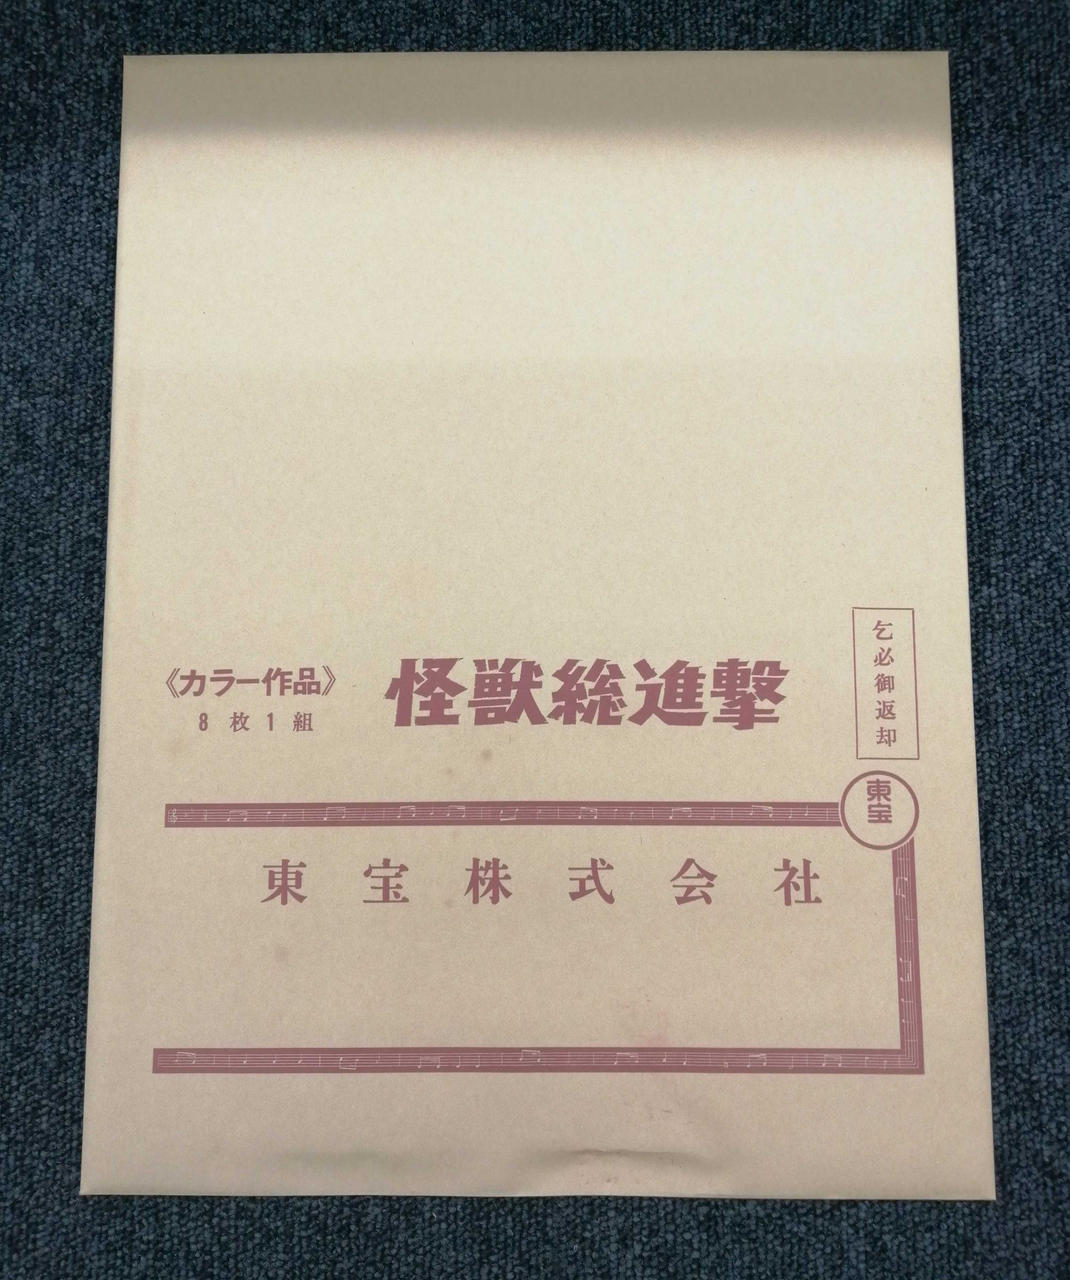 乞必御返却
《カラー作品》
8枚1組
怪獣総進撃
東宝
東宝株式会社